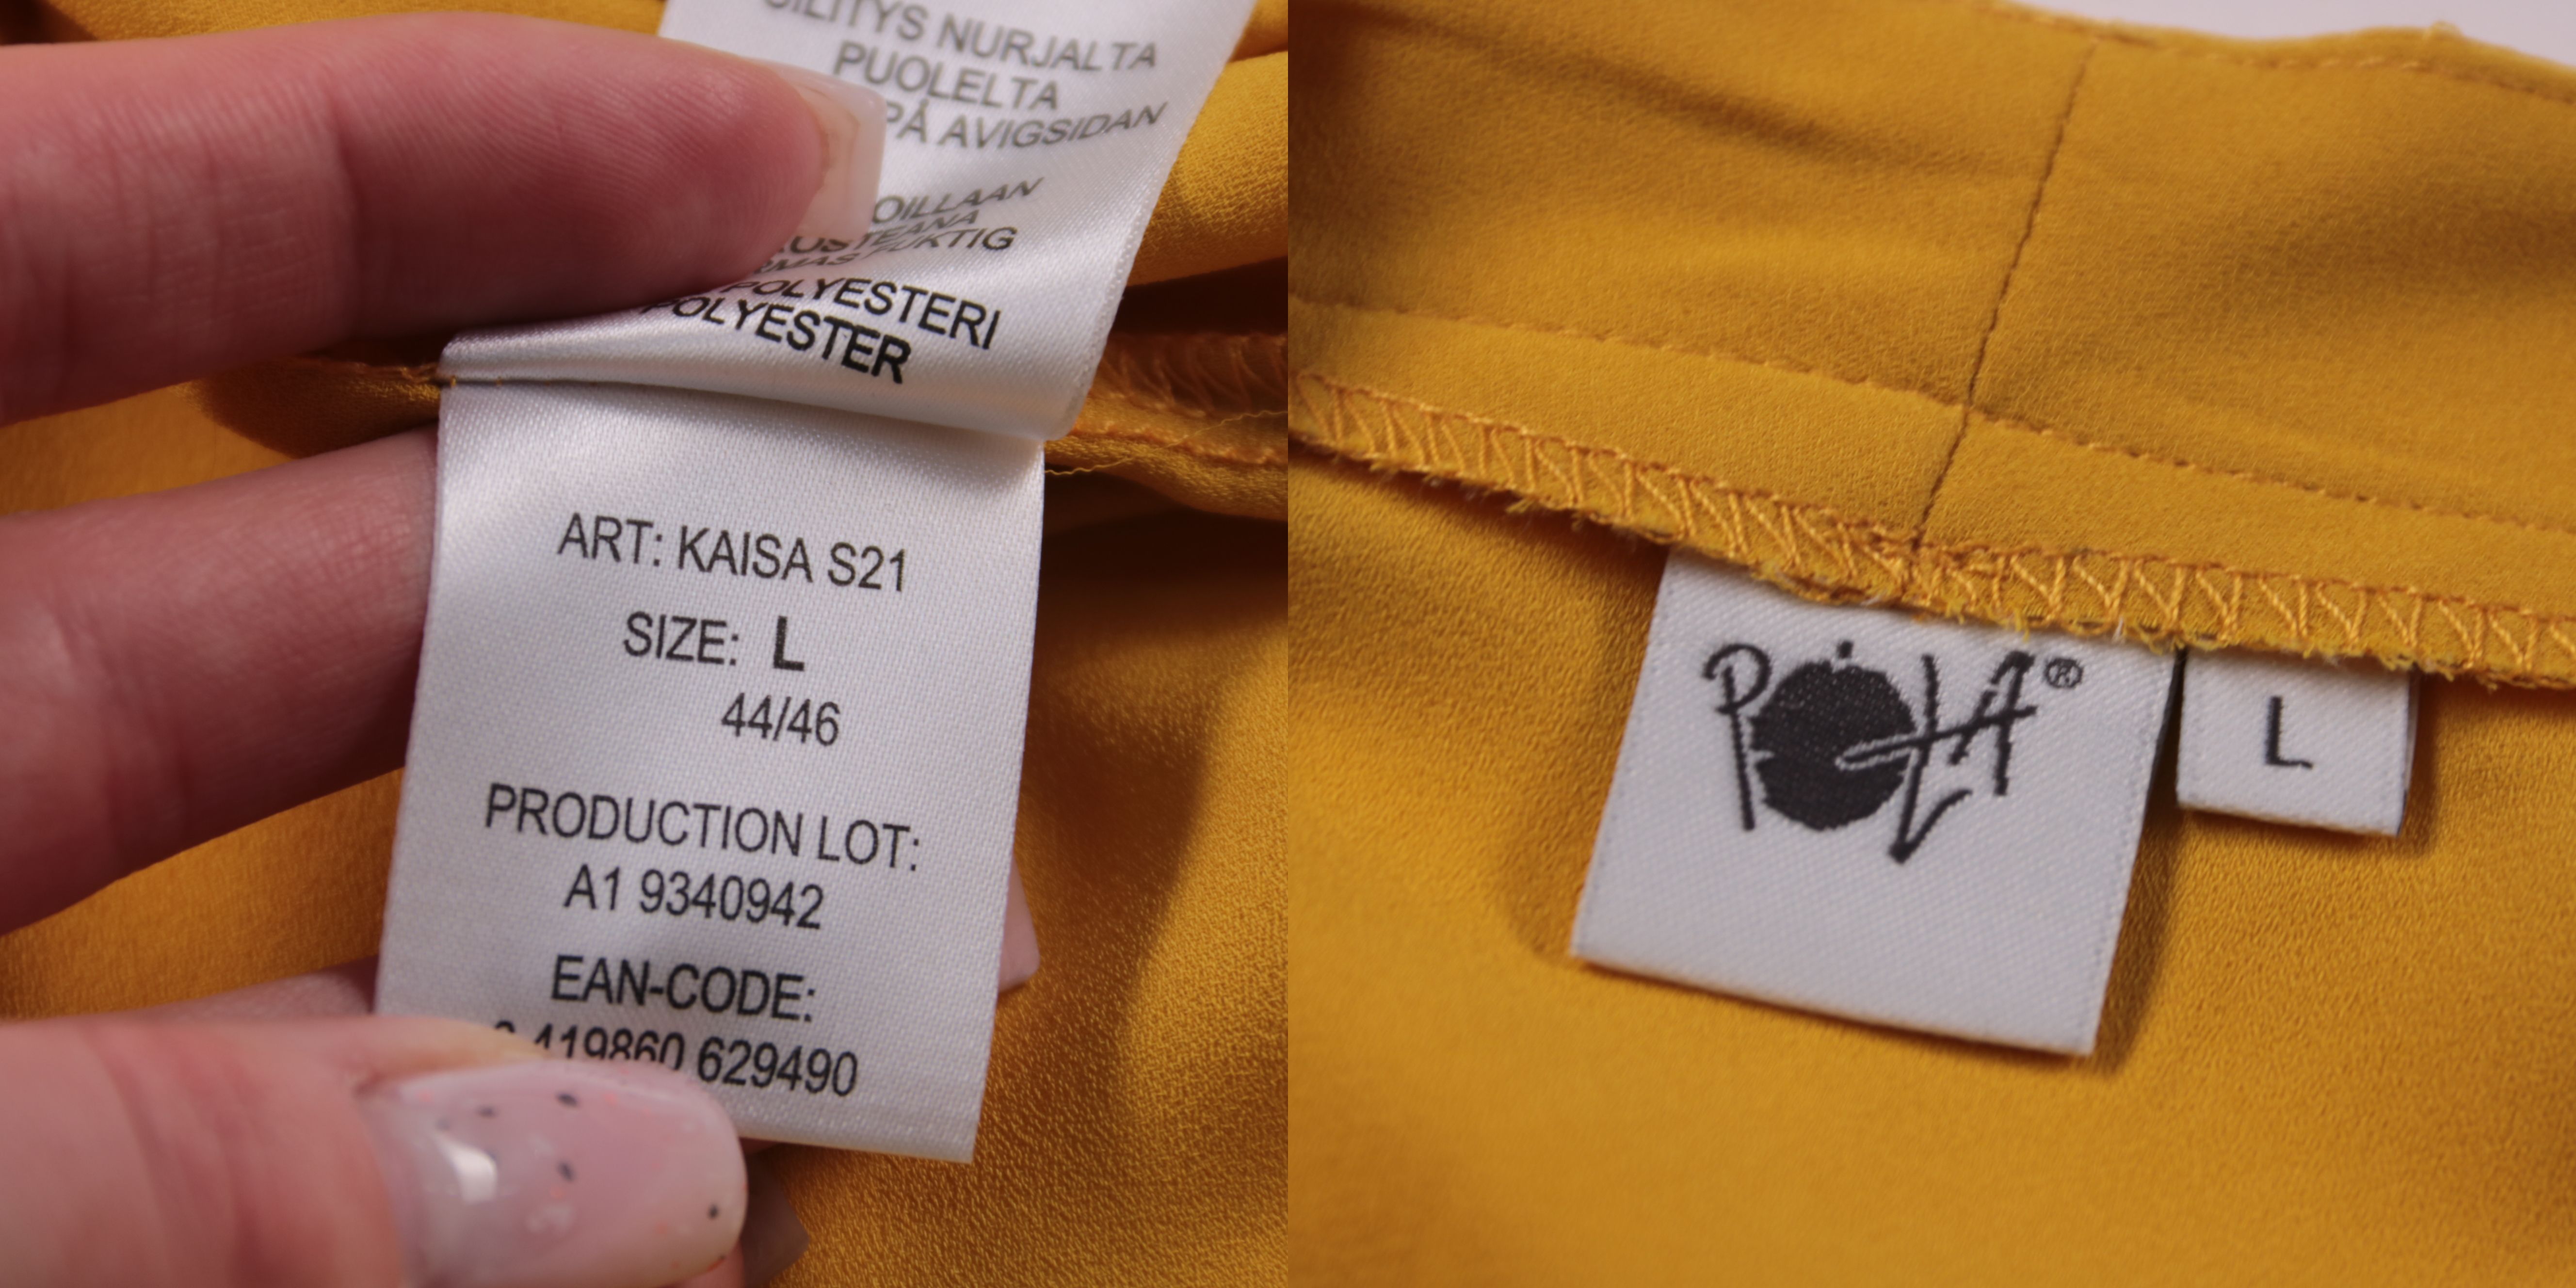 SILITYS NURJALTA
PUOLELTA
PÅ AVIGSIDAN
POLYESTERI
POLYESTER
ART: KAISA S21
SIZE: L
44/46
PRODUCTION LOT:
A1 9340942
EAN-CODE:
419860 629490
POLA®
L